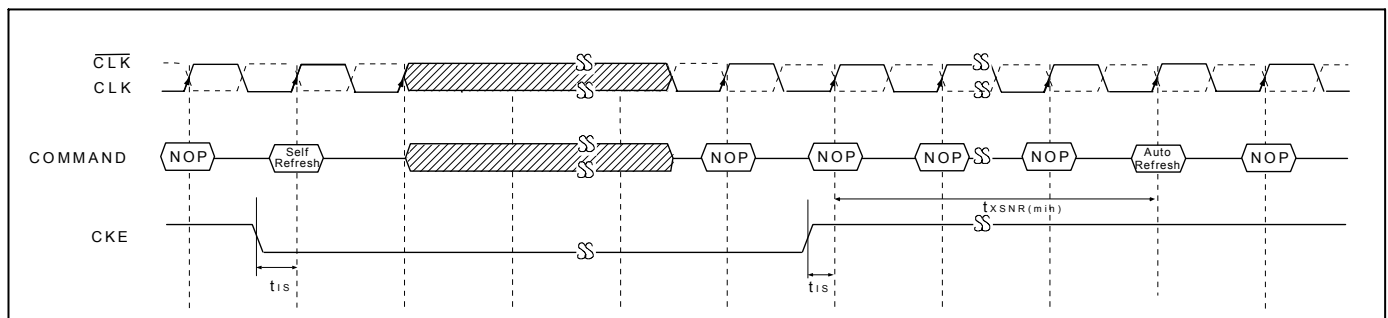 CLK
CLK
COMMAND
NOP
Self
Refresh
NOP
NOP
NOP
NOP
Auto
Refresh
NOP
tXSNR(min)
CKE
tIS
tIS